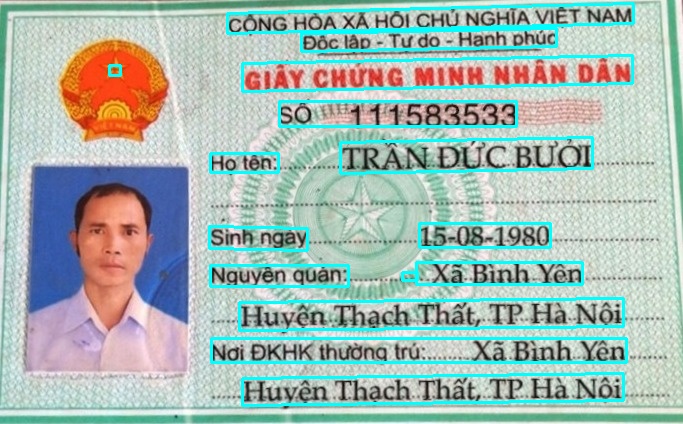 CỘNG HÒA XÃ HỘI CHỦ NGHĨA VIỆT NAM
Độc lập - Tự do - Hạnh phúc
GIẤY CHỨNG MINH NHÂN DÂN
SỐ 111583533
VIỆT NAM
Họ tên: TRẦN ĐỨC BƯỞI
Sinh ngày 15-08-1980
Nguyên quán: Xã Bình Yên
Huyện Thạch Thất, TP Hà Nội
Nơi ĐKHK thường trú: Xã Bình Yên
Huyện Thạch Thất, TP Hà Nội